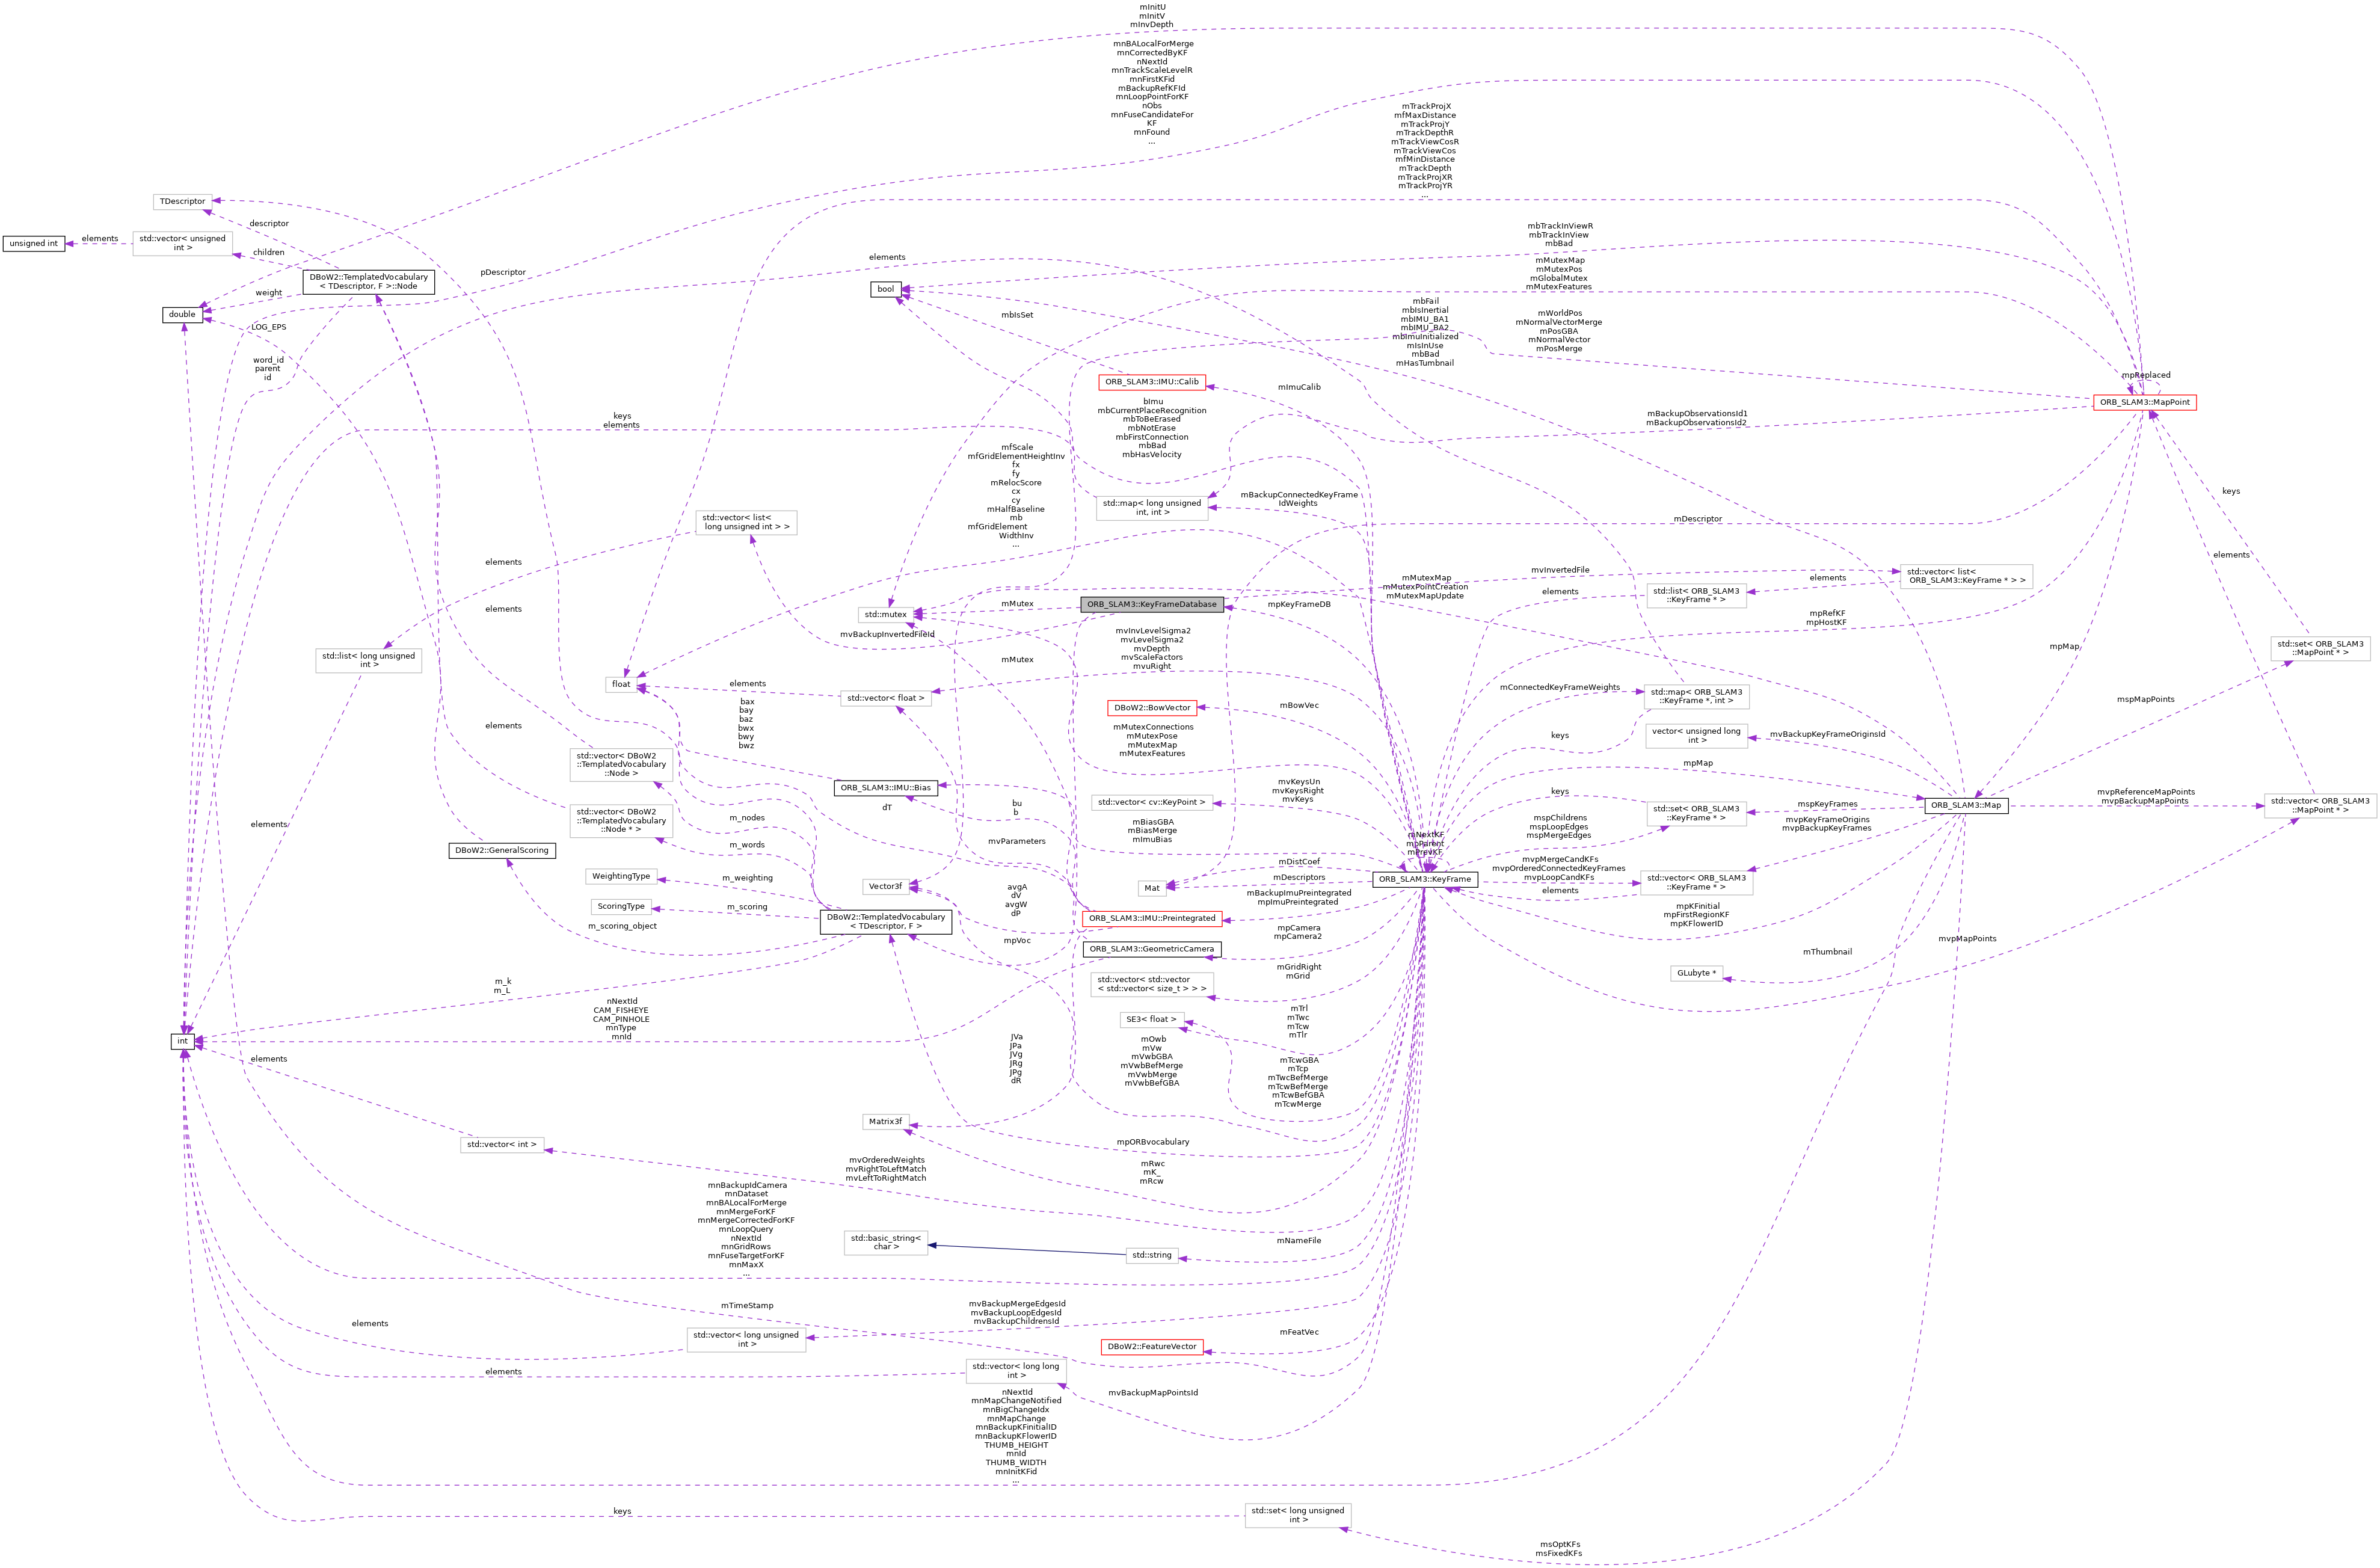 mInitU
mInitV
mInvDepth
mnBALocalForMerge
mnCorrectedByKF
nNextId
mnTrackScaleLevelR
mnFirstKFid
mBackupRefKFId
mnLoopPointForKF
nObs
mnFuseCandidateFor
KF
mnFound
...
mTrackProjX
mfMaxDistance
mTrackProjY
mTrackDepthR
mTrackViewCosR
mTrackViewCos
mfMinDistance
mTrackDepth
mTrackProjXR
mTrackProjYR
...
TDescriptor
descriptor
unsigned int
elements
std::vector< unsigned
int >
children
DBoW2::TemplatedVocabulary
< TDescriptor, F >::Node
pDescriptor
weight
double
LOG_EPS
word_id
parent
id
elements
bool
mbIsSet
mbTrackInViewR
mbTrackInView
mbBad
mMutexMap
mMutexPos
mGlobalMutex
mMutexFeatures
mbFail
mbIsInertial
mbIMU_BA1
mbIMU_BA2
mbImuInitialized
mIsInUse
mbBad
mHasTumbnail
mWorldPos
mNormalVectorMerge
mPosGBA
mNormalVector
mPosMerge
ORB_SLAM3::IMU::Calib
mImuCalib
mpReplaced
ORB_SLAM3::MapPoint
keys
elements
bImu
mbCurrentPlaceRecognition
mbToBeErased
mbNotErase
mbFirstConnection
mbBad
mbHasVelocity
mBackupObservationsId1
mBackupObservationsId2
mfScale
mfGridElementHeightInv
fx
fy
mRelocScore
cx
cy
mHalfBaseline
mb
mfGridElement
WidthInv
...
std::map< long unsigned
int, int >
mBackupConnectedKeyFrame
IdWeights
keys
std::vector< list<
long unsigned int > >
mDescriptor
elements
elements
mvInvertedFile
std::vector< list<
ORB_SLAM3::KeyFrame * > >
elements
std::list< ORB_SLAM3
::KeyFrame * >
elements
mMutexMap
mMutexPointCreation
mMutexMapUpdate
std::mutex
mMutex
ORB_SLAM3::KeyFrameDatabase
mpKeyFrameDB
elements
mpRefKF
mpHostKF
mvBackupInvertedFileId
mvInvLevelSigma2
mvLevelSigma2
mvDepth
mvScaleFactors
mvuRight
std::list< long unsigned
int >
mMutex
mpMap
std::set< ORB_SLAM3
::MapPoint * >
float
elements
std::vector< float >
mConnectedKeyFrameWeights
std::map< ORB_SLAM3
::KeyFrame *, int >
mspMapPoints
bax
bay
baz
bwx
bwy
bwz
DBoW2::BowVector
mBowVec
mMutexConnections
mMutexPose
mMutexMap
mMutexFeatures
keys
vector< unsigned long
int >
mvBackupKeyFrameOriginsId
elements
std::vector< DBoW2
::TemplatedVocabulary
::Node >
mpMap
ORB_SLAM3::IMU::Bias
mvKeysUn
mvKeysRight
mvKeys
std::vector< cv::KeyPoint >
keys
std::set< ORB_SLAM3
::KeyFrame * >
mspKeyFrames
ORB_SLAM3::Map
mvpReferenceMapPoints
mvpBackupMapPoints
std::vector< ORB_SLAM3
::MapPoint * >
dT
bu
b
std::vector< DBoW2
::TemplatedVocabulary
::Node * >
m_nodes
mBiasGBA
mBiasMerge
mImuBias
mspChildrens
mspLoopEdges
mspMergeEdges
mvpKeyFrameOrigins
mvpBackupKeyFrames
elements
m_words
mvParameters
mNextKF
mpParent
mPrevKF
DBoW2::GeneralScoring
mDistCoef
mvpMergeCandKFs
mvpOrderedConnectedKeyFrames
mvpLoopCandKFs
WeightingType
m_weighting
Vector3f
Mat
mDescriptors
ORB_SLAM3::KeyFrame
elements
std::vector< ORB_SLAM3
::KeyFrame * >
avgA
dV
avgW
dP
mBackupImuPreintegrated
mpImuPreintegrated
ScoringType
m_scoring
DBoW2::TemplatedVocabulary
< TDescriptor, F >
ORB_SLAM3::IMU::Preintegrated
mpKFinitial
mpFirstRegionKF
mpKFlowerID
m_scoring_object
mpVoc
mpCamera
mpCamera2
mvpMapPoints
ORB_SLAM3::GeometricCamera
mThumbnail
mGridRight
mGrid
GLubyte *
m_k
m_L
std::vector< std::vector
< std::vector< size_t > > >
nNextId
CAM_FISHEYE
CAM_PINHOLE
mnType
mnId
SE3< float >
mTrl
mTwc
mTcw
mTlr
int
JVa
JPa
JVg
JRg
JPg
dR
mOwb
mVw
mVwbGBA
mVwbBefMerge
mVwbMerge
mVwbBefGBA
mTcwGBA
mTcp
mTwcBefMerge
mTcwBefMerge
mTcwBefGBA
mTcwMerge
elements
Matrix3f
std::vector< int >
mpORBvocabulary
mvOrderedWeights
mvRightToLeftMatch
mvLeftToRightMatch
mRwc
mK_
mRcw
mnBackupIdCamera
mnDataset
mnBALocalForMerge
mnMergeForKF
mnMergeCorrectedForKF
mnLoopQuery
nNextId
mnGridRows
mnFuseTargetForKF
mnMaxX
...
std::basic_string<
char >
std::string
mNameFile
mTimeStamp
mvBackupMergeEdgesId
mvBackupLoopEdgesId
mvBackupChildrensId
elements
std::vector< long unsigned
int >
DBoW2::FeatureVector
mFeatVec
elements
std::vector< long long
int >
mvBackupMapPointsId
nNextId
mnMapChangeNotified
mnBigChangeIdx
mnMapChange
mnBackupKFinitialID
mnBackupKFlowerID
THUMB_HEIGHT
mnId
THUMB_WIDTH
mnInitKFid
...
keys
std::set< long unsigned
int >
msOptKFs
msFixedKFs